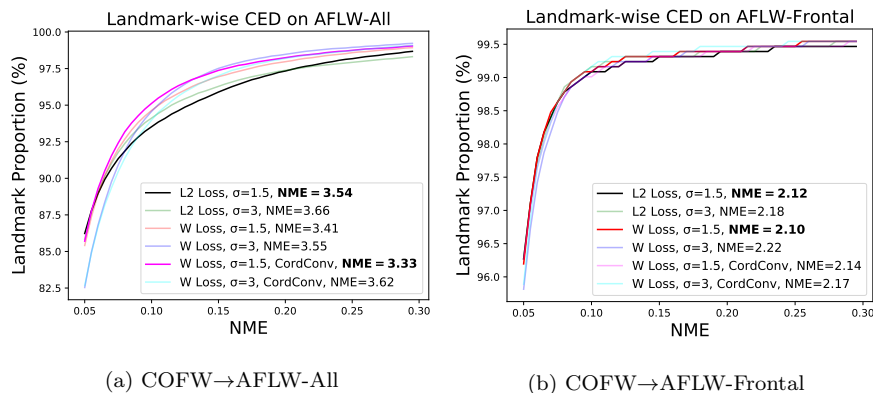 Landmark-wise CED on AFLW-All
Landmark Proportion (%)
100.0
97.5
95.0
92.5
90.0
87.5
85.0
82.5
L2 Loss, σ=1.5, NME = 3.54
L2 Loss, σ=3, NME=3.66
W Loss, σ=1.5, NME=3.41
W Loss, σ=3, NME=3.55
W Loss, σ=1.5, CordConv, NME = 3.33
W Loss, σ=3, CordConv, NME=3.62
0.05 0.10 0.15 0.20 0.25 0.30
NME
(a) COFW→AFLW-All
Landmark-wise CED on AFLW-Frontal
Landmark Proportion (%)
99.5
99.0
98.5
98.0
97.5
97.0
96.5
96.0
L2 Loss, σ=1.5, NME = 2.12
L2 Loss, σ=3, NME=2.18
W Loss, σ=1.5, NME = 2.10
W Loss, σ=3, NME=2.22
W Loss, σ=1.5, CordConv, NME=2.14
W Loss, σ=3, CordConv, NME=2.17
0.05 0.10 0.15 0.20 0.25 0.30
NME
(b) COFW→AFLW-Frontal